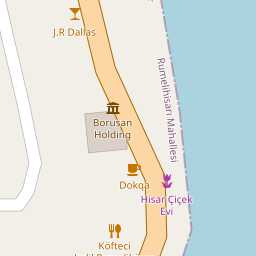 J.R Dallas
Rumelihisarı Mahallesi
Borusan
Holding
Dokqa
Hisar Çiçek
Evi
Köfteci